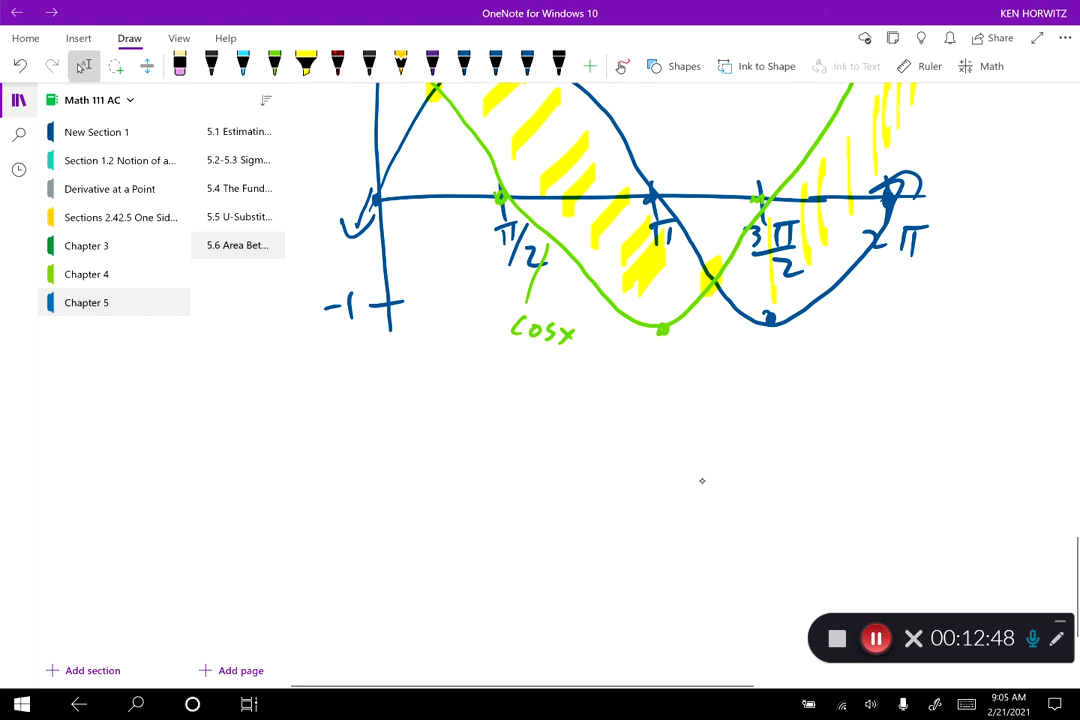 OneNote for Windows 10
KEN HORWITZ
Home Insert Draw View Help
Share
Shapes Ink to Shape Ink to Text Ruler Math
Math 111 AC
New Section 1
Section 1.2 Notion of a...
Derivative at a Point
Sections 2.42.5 One Sid...
Chapter 3
Chapter 4
Chapter 5
5.1 Estimatin...
5.2-5.3 Sigm...
5.4 The Fund...
5.5 U-Substit...
5.6 Area Bet...
π/2
π
3π/2
2π
-1
cosx
00:12:48
Add section
Add page
9:05 AM
2/21/2021